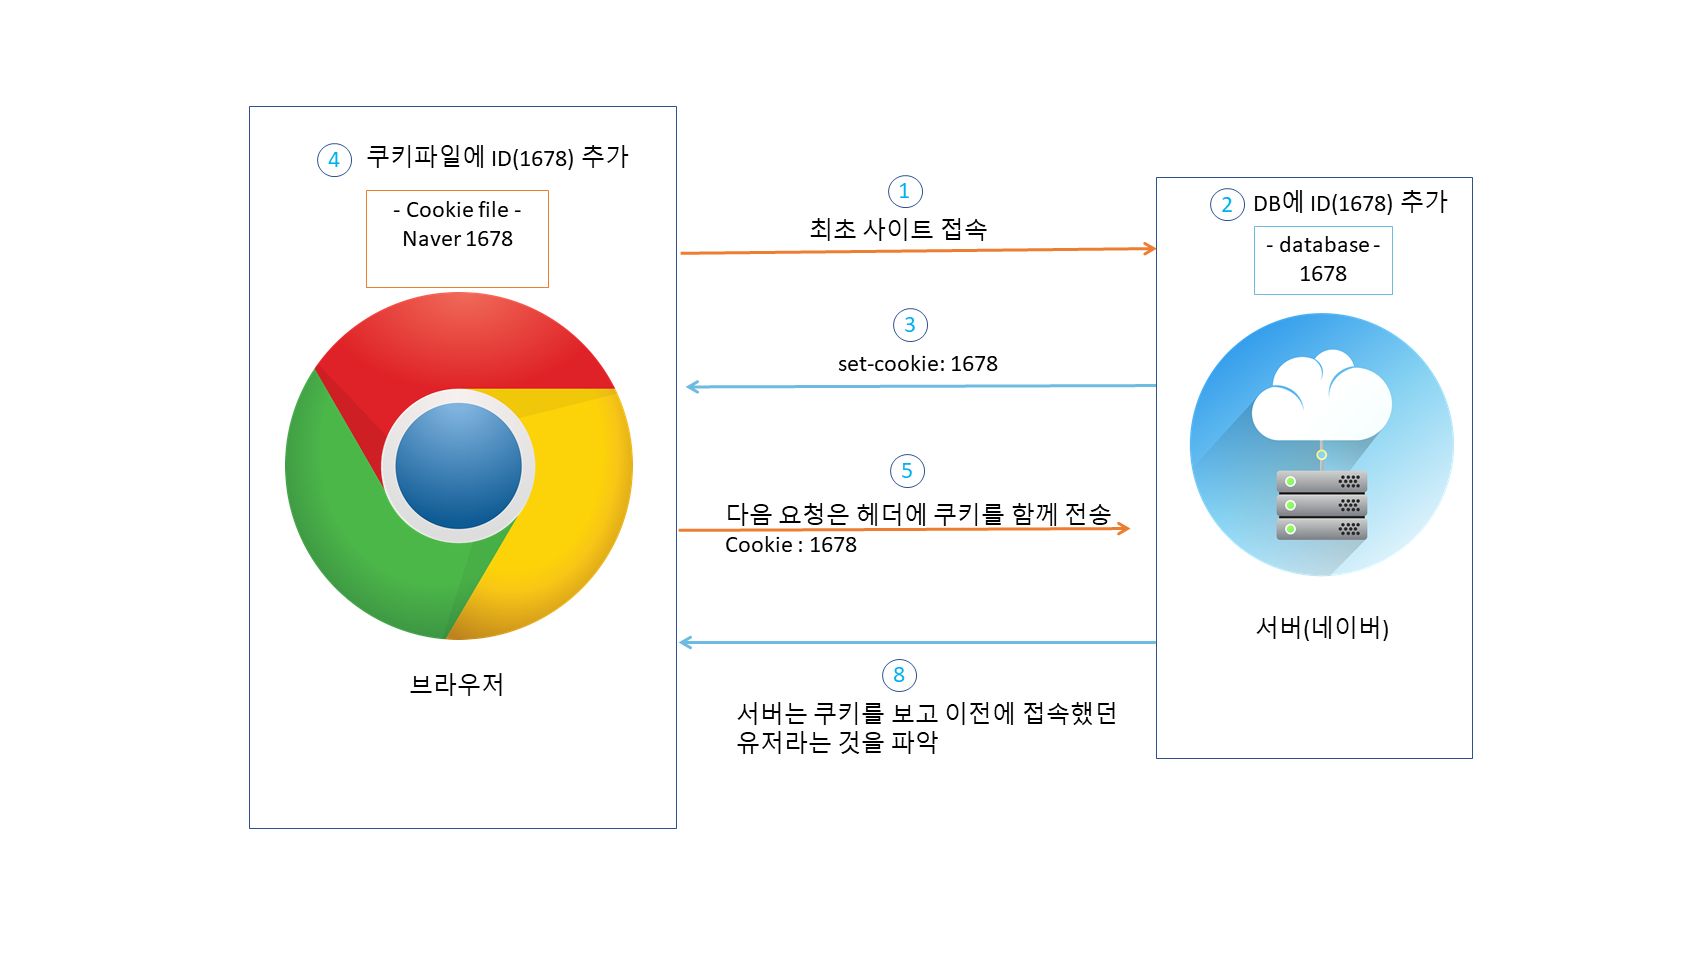 4 쿠키파일에 ID(1678) 추가
- Cookie file -
Naver 1678
브라우저
1
최초 사이트 접속
3
set-cookie: 1678
5
다음 요청은 헤더에 쿠키를 함께 전송
Cookie : 1678
8
서버는 쿠키를 보고 이전에 접속했던
유저라는 것을 파악
2 DB에 ID(1678) 추가
- database -
1678
서버(네이버)